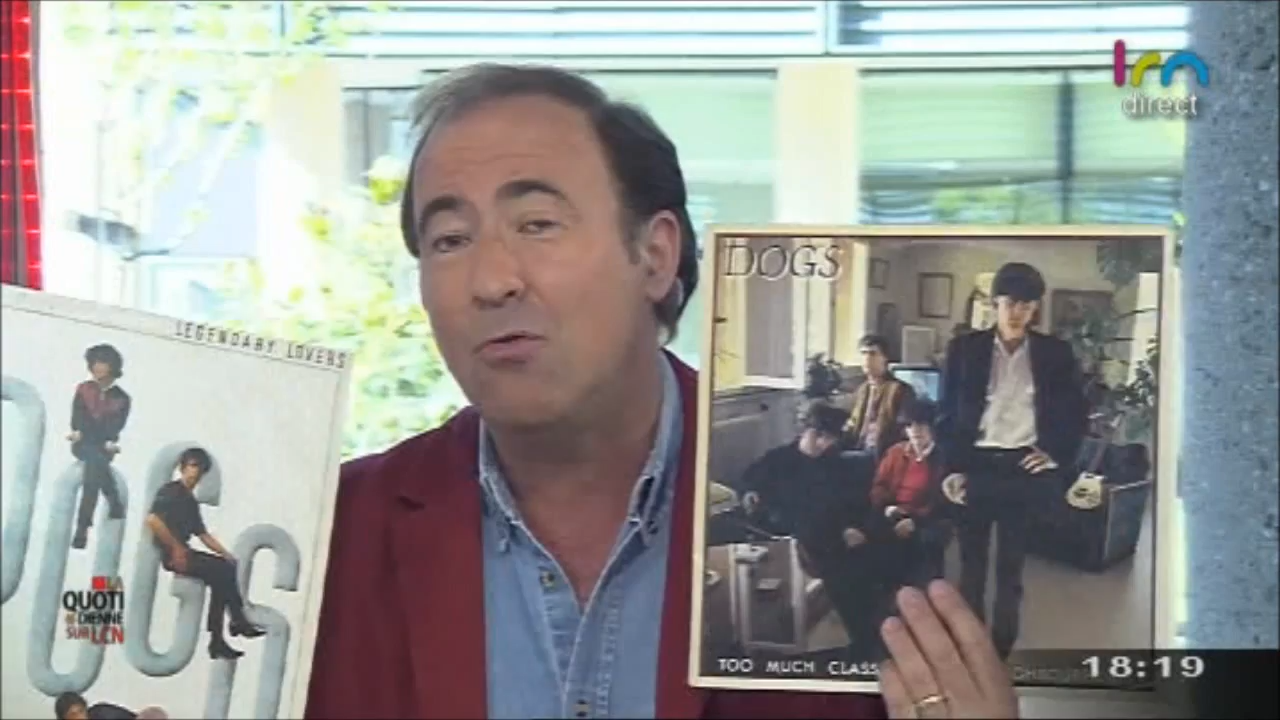 lrn
direct
DOGS
LEGENDARY LOVERS
DOGS
LA
QUOTI
DIENNE
SUR LCN
TOO MUCH CLASS
18:19